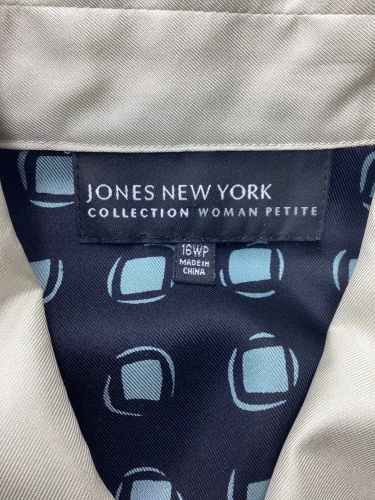 JONES NEW YORK
COLLECTION WOMAN PETITE
16WP
MADE IN
CHINA